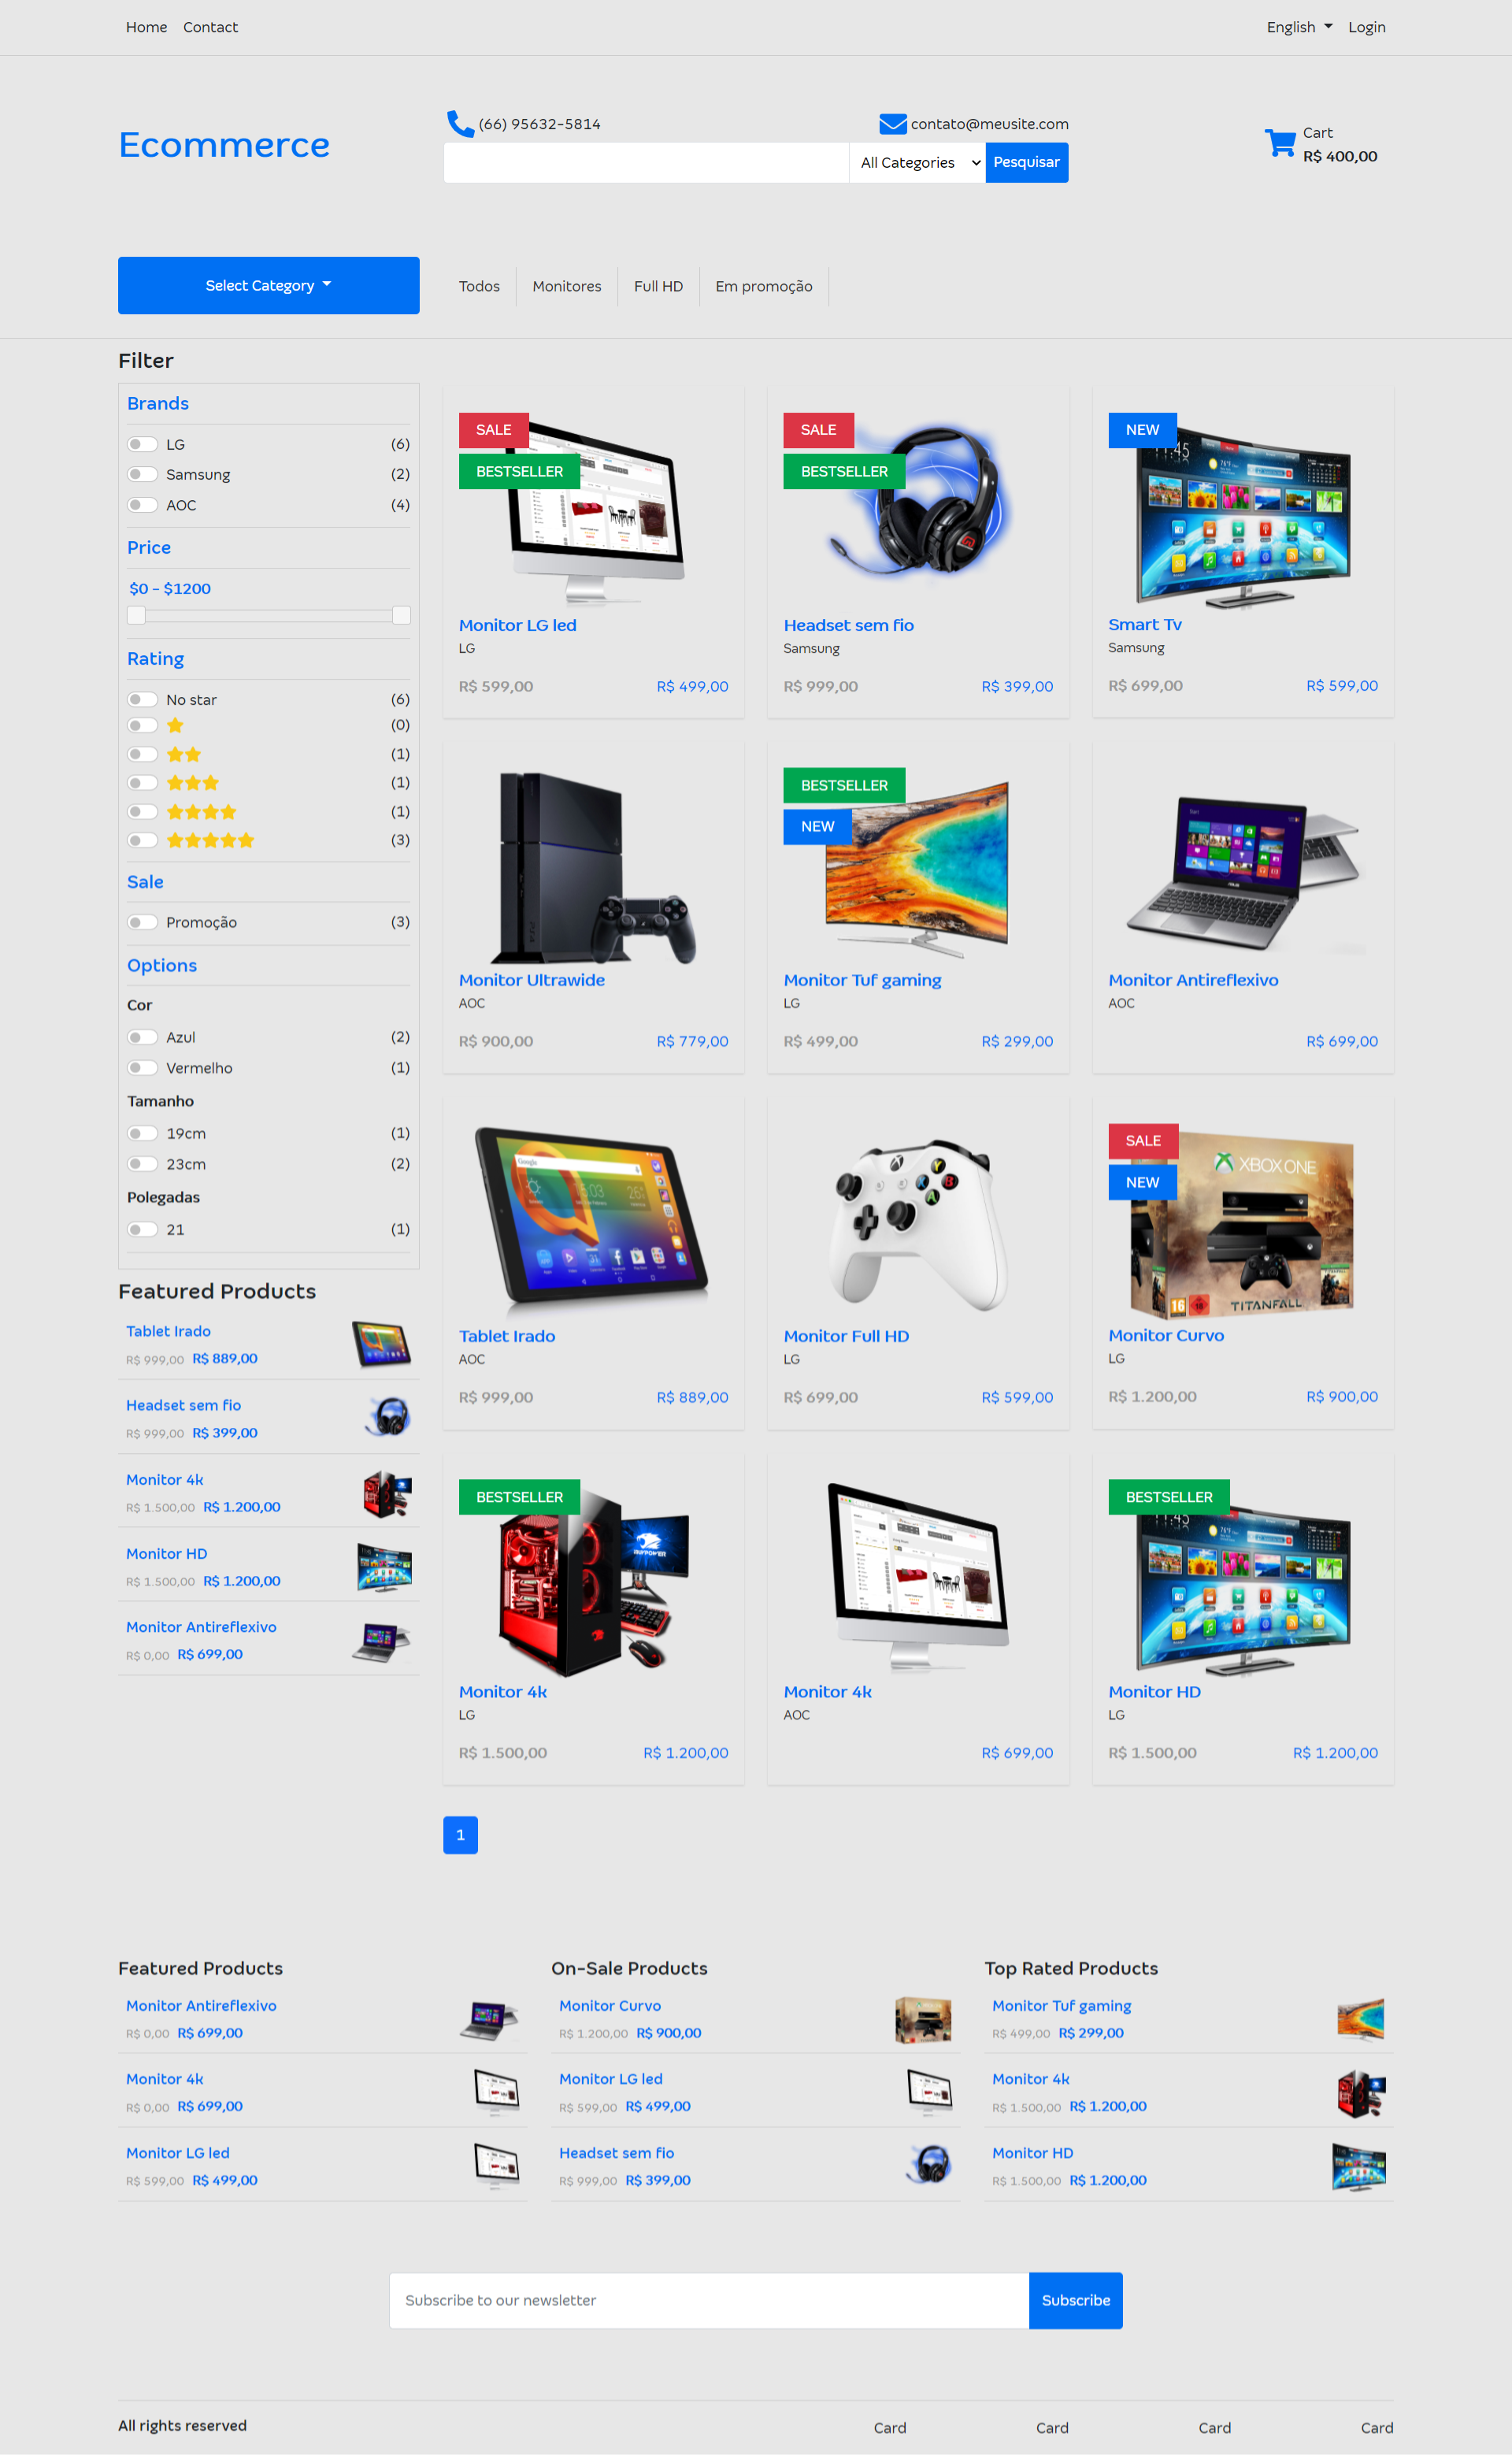 Home Contact English Login
(66) 95632-5814 contato@meusite.com
Ecommerce
Cart
R$ 400,00
All Categories Pesquisar
Select Category Todos Monitores Full HD Em promoção
Filter
Brands
LG (6)
Samsung (2)
AOC (4)
Price
$0 - $1200
Rating
No star (6)
(0)
(1)
(1)
(1)
(3)
Sale
Promoção (3)
Options
Cor
Azul (2)
Vermelho (1)
Tamanho
19cm (1)
23cm (2)
Polegadas
21 (1)
Featured Products
Tablet Irado
R$ 999,00 R$ 889,00
Headset sem fio
R$ 999,00 R$ 399,00
Monitor 4k
R$ 1.500,00 R$ 1.200,00
Monitor HD
R$ 1.500,00 R$ 1.200,00
Monitor Antireflexivo
R$ 0,00 R$ 699,00
SALE
BESTSELLER
Monitor LG led
LG
R$ 599,00 R$ 499,00
SALE
BESTSELLER
Headset sem fio
Samsung
R$ 999,00 R$ 399,00
NEW
Smart Tv
Samsung
R$ 699,00 R$ 599,00
Monitor Ultrawide
AOC
R$ 900,00 R$ 779,00
BESTSELLER
NEW
Monitor Tuf gaming
LG
R$ 499,00 R$ 299,00
Monitor Antireflexivo
AOC
R$ 699,00
Google
Tablet Irado
AOC
R$ 999,00 R$ 889,00
Y
X B
A
Monitor Full HD
LG
R$ 699,00 R$ 599,00
SALE
NEW
XBOX ONE
16
TITANFALL
Monitor Curvo
LG
R$ 1.200,00 R$ 900,00
BESTSELLER
Monitor 4k
LG
R$ 1.500,00 R$ 1.200,00
Monitor 4k
AOC
R$ 699,00
BESTSELLER
Monitor HD
LG
R$ 1.500,00 R$ 1.200,00
1
Featured Products
Monitor Antireflexivo
R$ 0,00 R$ 699,00
Monitor 4k
R$ 0,00 R$ 699,00
Monitor LG led
R$ 599,00 R$ 499,00
On-Sale Products
Monitor Curvo
R$ 1.200,00 R$ 900,00
Monitor LG led
R$ 599,00 R$ 499,00
Headset sem fio
R$ 999,00 R$ 399,00
Top Rated Products
Monitor Tuf gaming
R$ 499,00 R$ 299,00
Monitor 4k
R$ 1.500,00 R$ 1.200,00
Monitor HD
R$ 1.500,00 R$ 1.200,00
Subscribe to our newsletter Subscribe
All rights reserved Card Card Card Card